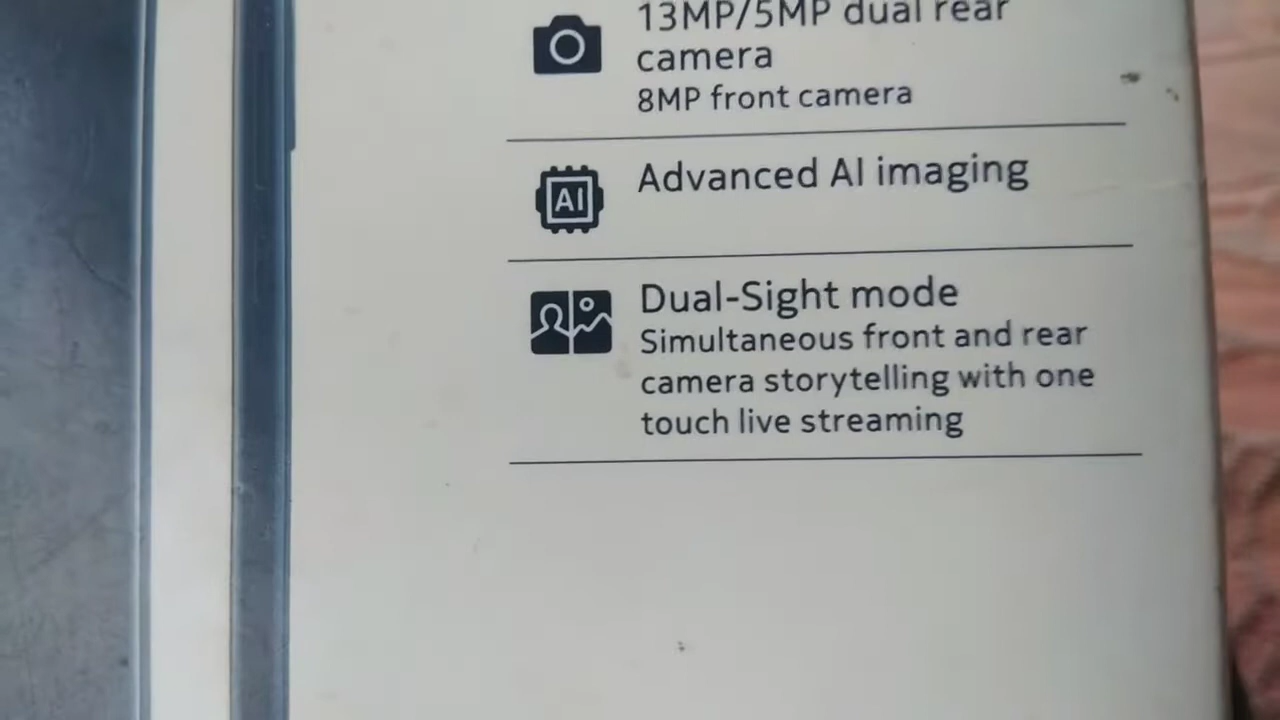 13MP/5MP dual rear
camera
8MP front camera
AI
Advanced AI imaging
Dual-Sight mode
Simultaneous front and rear
camera storytelling with one
touch live streaming